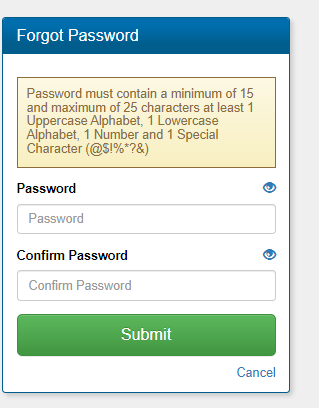 Forgot Password
Password must contain a minimum of 15
and maximum of 25 characters at least 1
Uppercase Alphabet, 1 Lowercase
Alphabet, 1 Number and 1 Special
Character (@$!%*?&)
Password
Password
Confirm Password
Confirm Password
Submit
Cancel